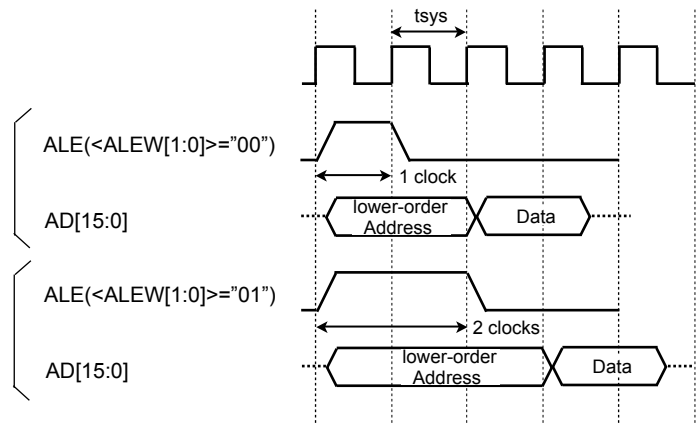 tsys
ALE(<ALEW[1:0]>=”00”)
1 clock
AD[15:0]
lower-order
Address
Data
ALE(<ALEW[1:0]>=”01”)
2 clocks
AD[15:0]
lower-order
Address
Data